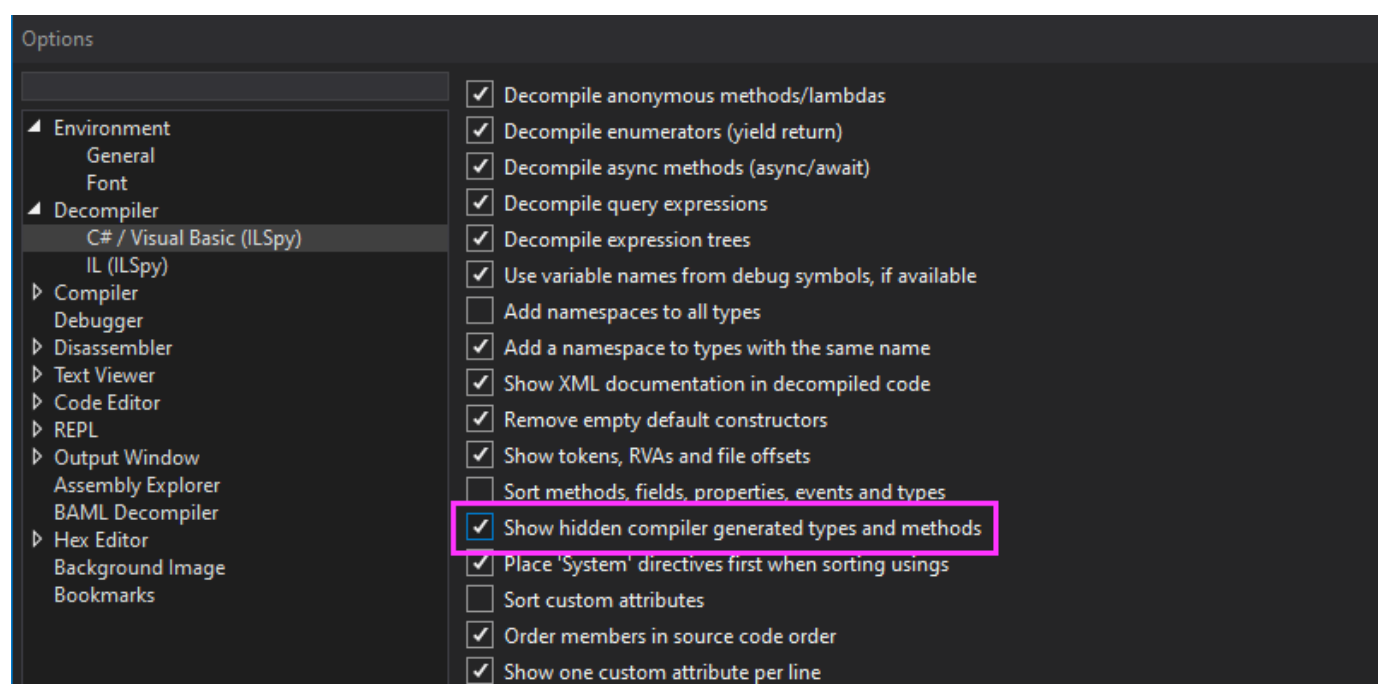 Options
Environment
General
Font
Decompiler
C# / Visual Basic (ILSpy)
IL (ILSpy)
Compiler
Debugger
Disassembler
Text Viewer
Code Editor
REPL
Output Window
Assembly Explorer
BAML Decompiler
Hex Editor
Background Image
Bookmarks
Decompile anonymous methods/lambdas
Decompile enumerators (yield return)
Decompile async methods (async/await)
Decompile query expressions
Decompile expression trees
Use variable names from debug symbols, if available
Add namespaces to all types
Add a namespace to types with the same name
Show XML documentation in decompiled code
Remove empty default constructors
Show tokens, RVAs and file offsets
Sort methods, fields, properties, events and types
Show hidden compiler generated types and methods
Place 'System' directives first when sorting usings
Sort custom attributes
Order members in source code order
Show one custom attribute per line